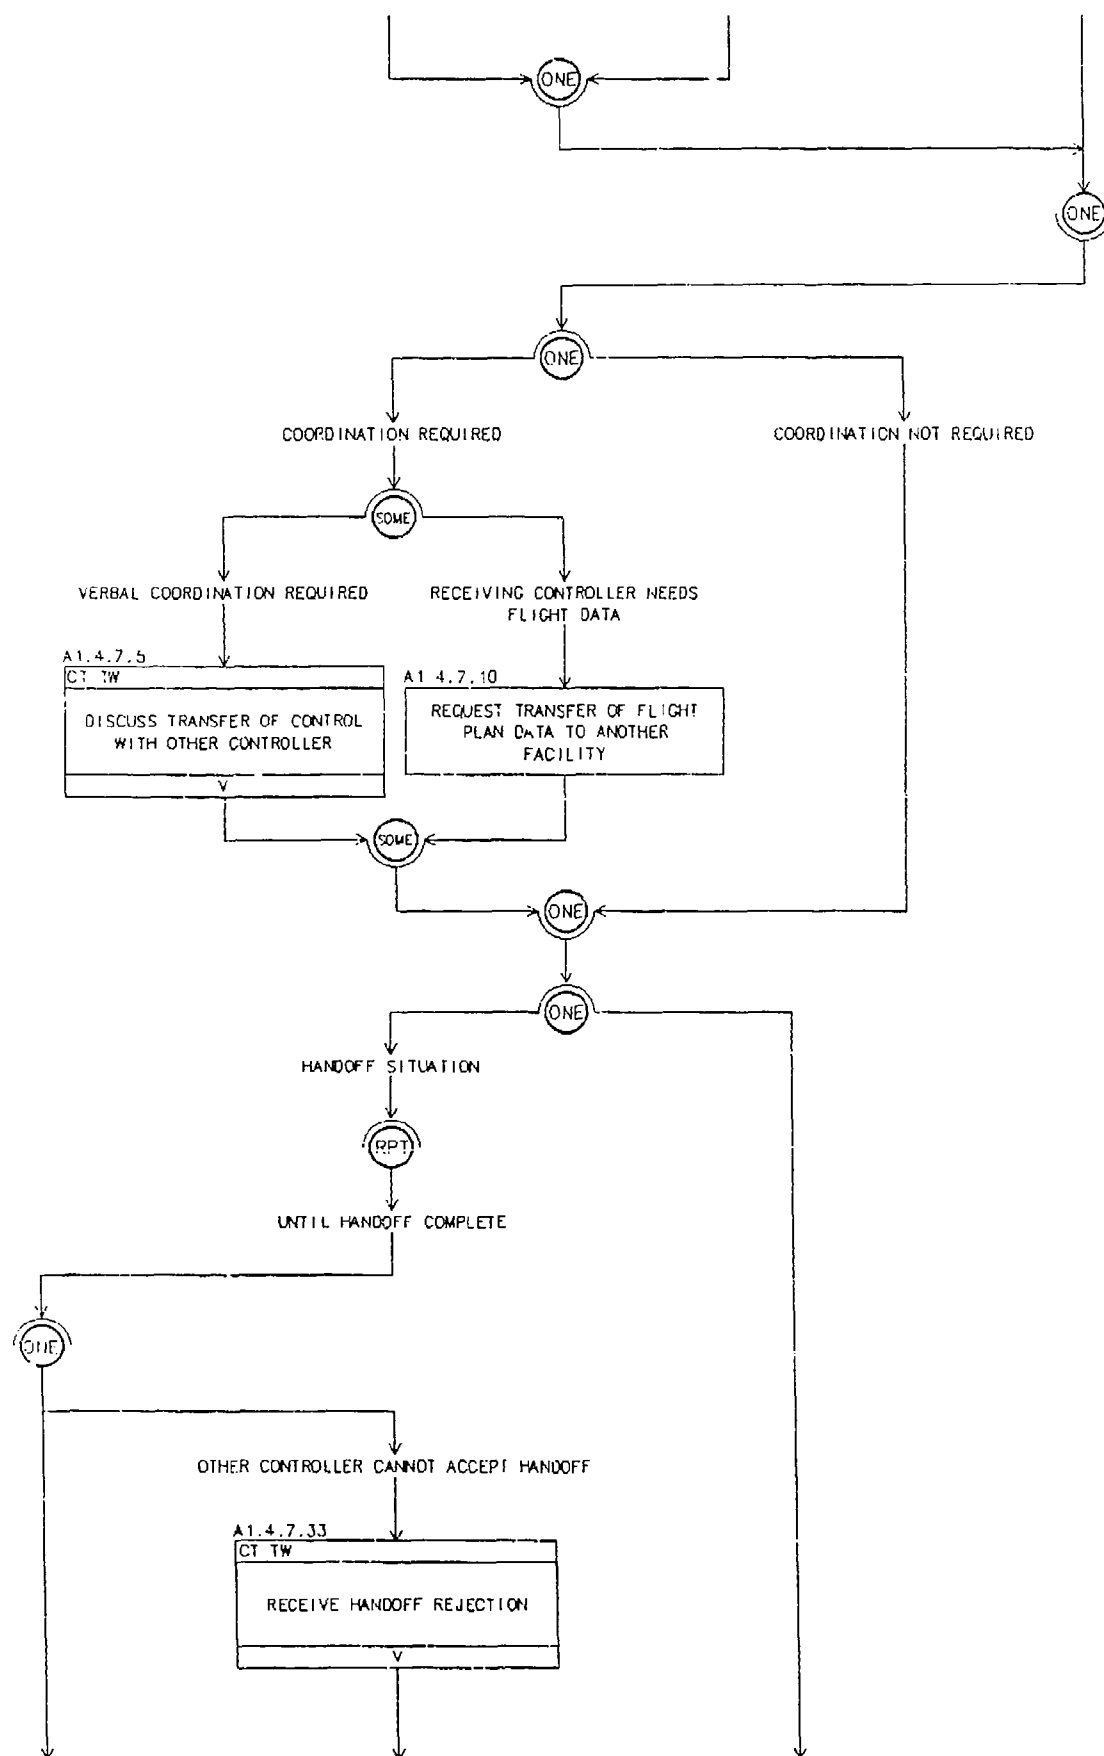 ONE
ONE
ONE
COORDINATION REQUIRED
COORDINATION NOT REQUIRED
SOME
VERBAL COORDINATION REQUIRED
RECEIVING CONTROLLER NEEDS
FLIGHT DATA
A1.4.7.5
CT TW
DISCUSS TRANSFER OF CONTROL
WITH OTHER CONTROLLER
V
A1 4.7.10
REQUEST TRANSFER OF FLIGHT
PLAN DATA TO ANOTHER
FACILITY
SOME
ONE
ONE
HANDOFF SITUATION
RPT
UNTIL HANDOFF COMPLETE
ONE
OTHER CONTROLLER CANNOT ACCEPT HANDOFF
A1.4.7.33
CT TW
RECEIVE HANDOFF REJECTION
V